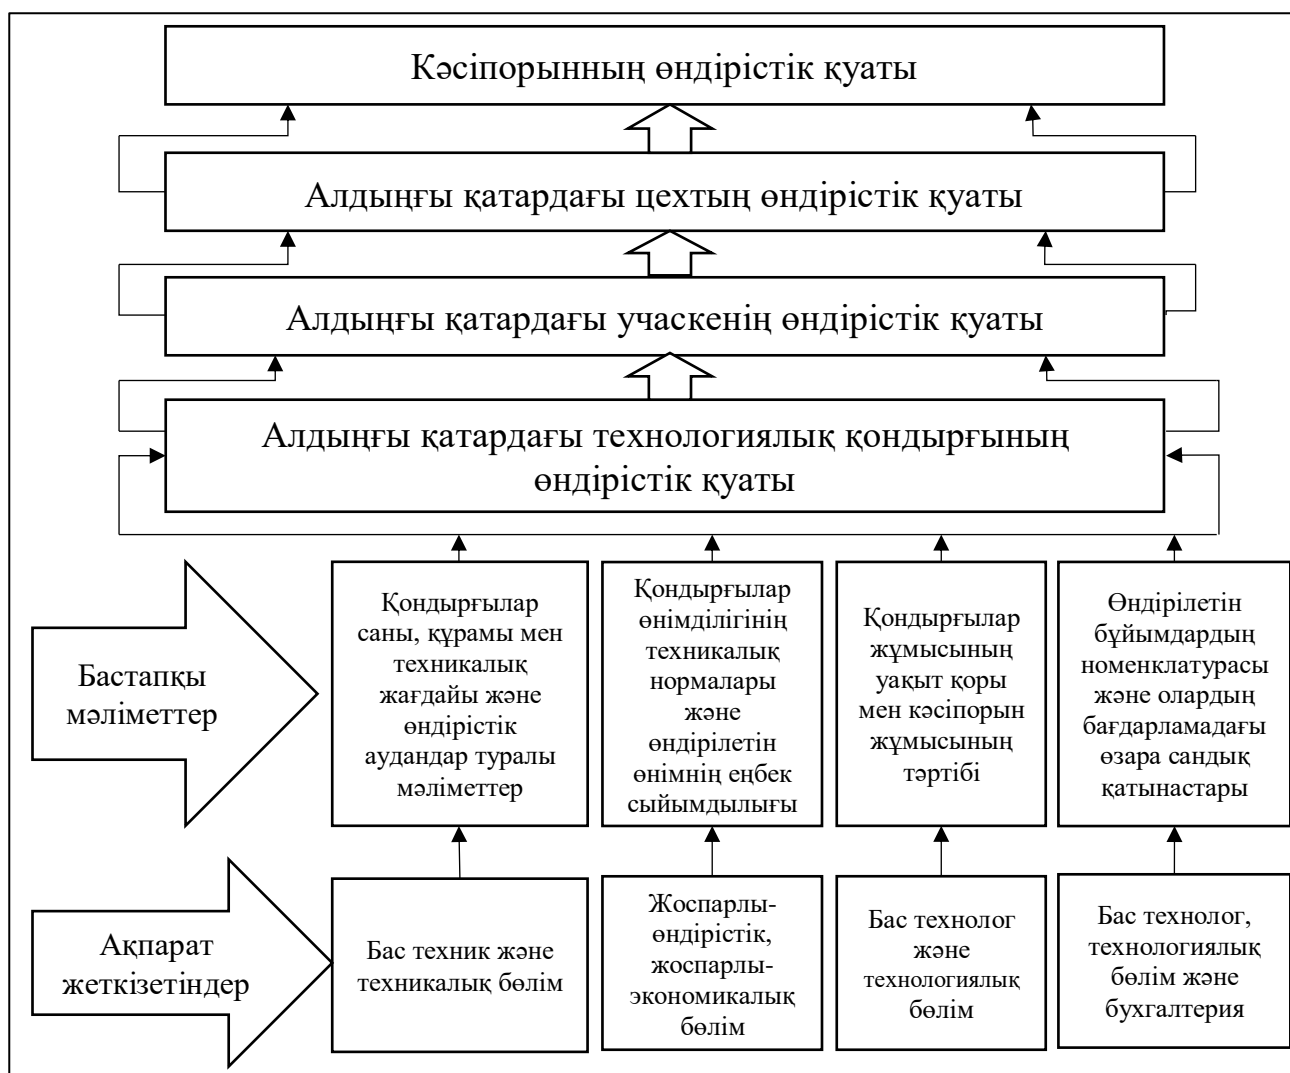 Кәсіпорынның өндірістік қуаты
Алдыңғы қатардағы цехтың өндірістік қуаты
Алдыңғы қатардағы учаскенің өндірістік қуаты
Алдыңғы қатардағы технологиялық қондырғының
өндірістік қуаты
Бастапқы
мәліметтер
Қондырғылар
саны, құрамы мен
техникалық
жағдайы және
өндірістік
аудандар туралы
мәліметтер
Қондырғылар
өнімділігінің
техникалық
нормалары
және
өндірілетін
өнімнің еңбек
сыйымдылығы
Қондырғылар
жұмысының
уақыт қоры
мен кәсіпорын
жұмысының
тәртібі
Өндірілетін
бұйымдардың
номенклатурасы
және олардың
бағдарламадағы
өзара сандық
қатынастары
Ақпарат
жеткізетіндер
Бас техник және
техникалық бөлім
Жоспарлы-
өндірістік,
жоспарлы-
экономикалық
бөлім
Бас технолог
және
технологиялық
бөлім
Бас технолог,
технологиялық
бөлім және
бухгалтерия